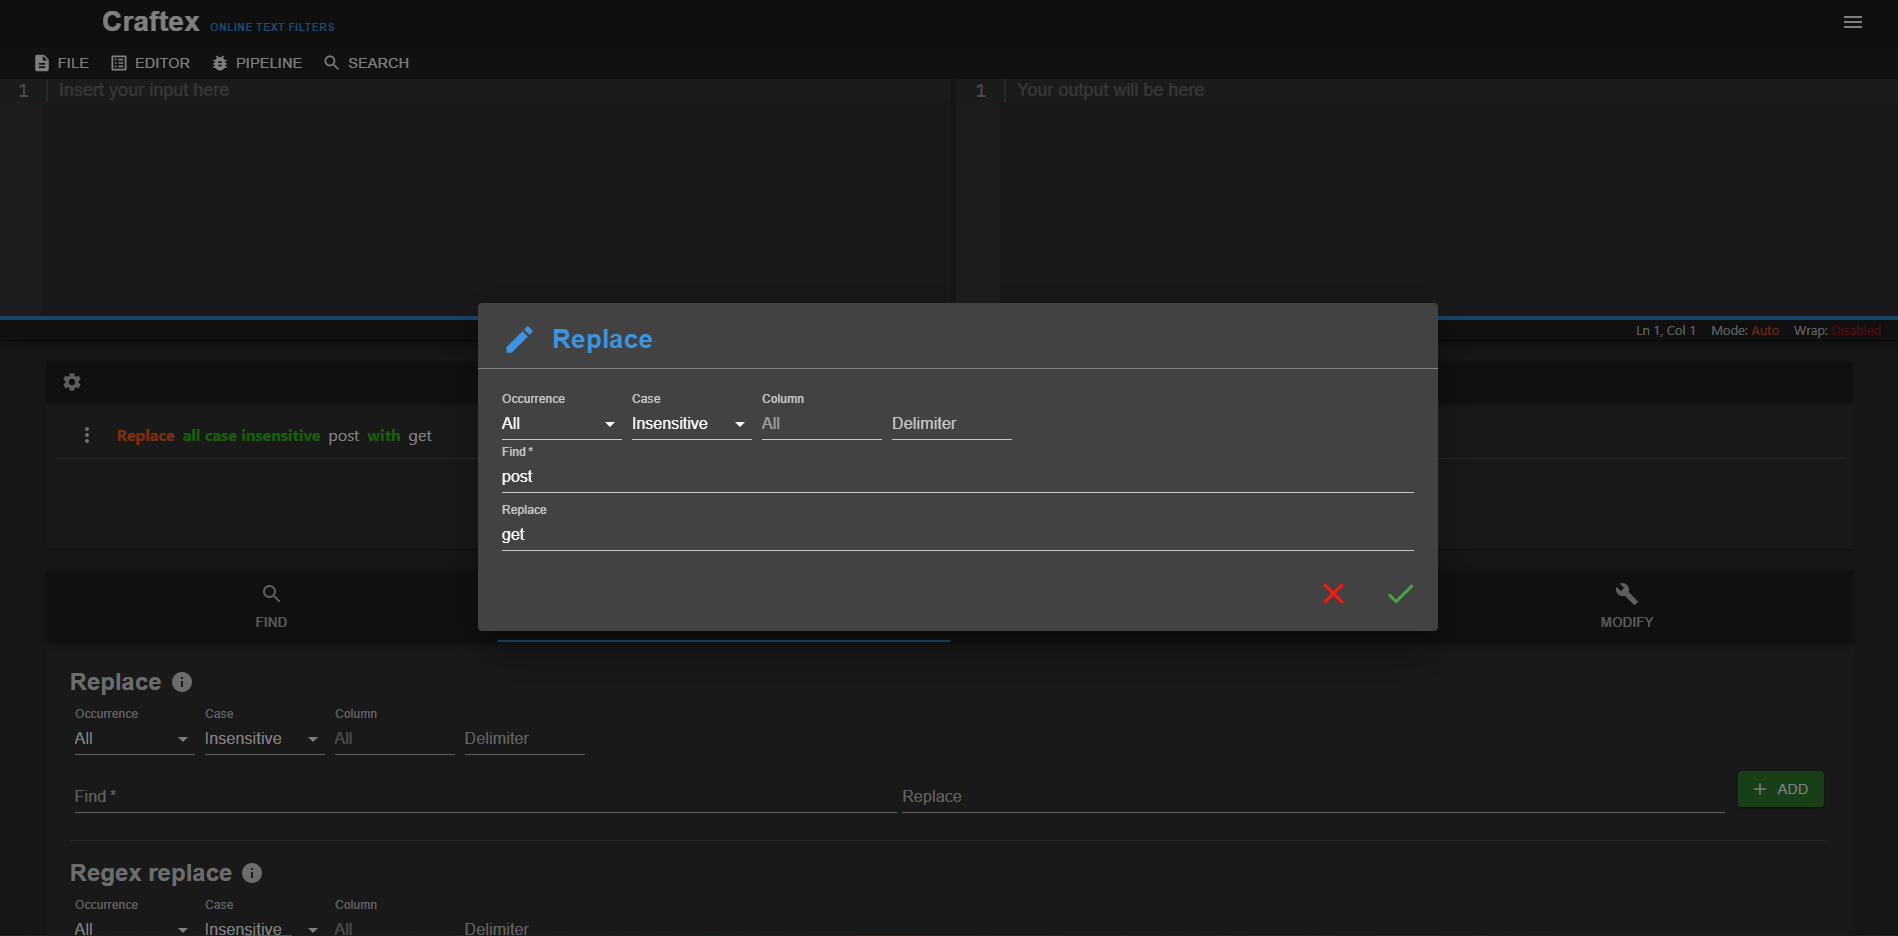 Craftex ONLINE TEXT FILTERS
FILE EDITOR PIPELINE SEARCH
1 Insert your input here
1 Your output will be here
Ln 1, Col 1 Mode: Auto Wrap: Disabled
Replace all case insensitive post with get
Replace
Occurrence Case Column
All Insensitive All Delimiter
Find *
post
Replace
get
FIND
MODIFY
Replace
Occurrence Case Column
All Insensitive All Delimiter
Find * Replace
ADD
Regex replace
Occurrence Case Column
All Insensitive All Delimiter